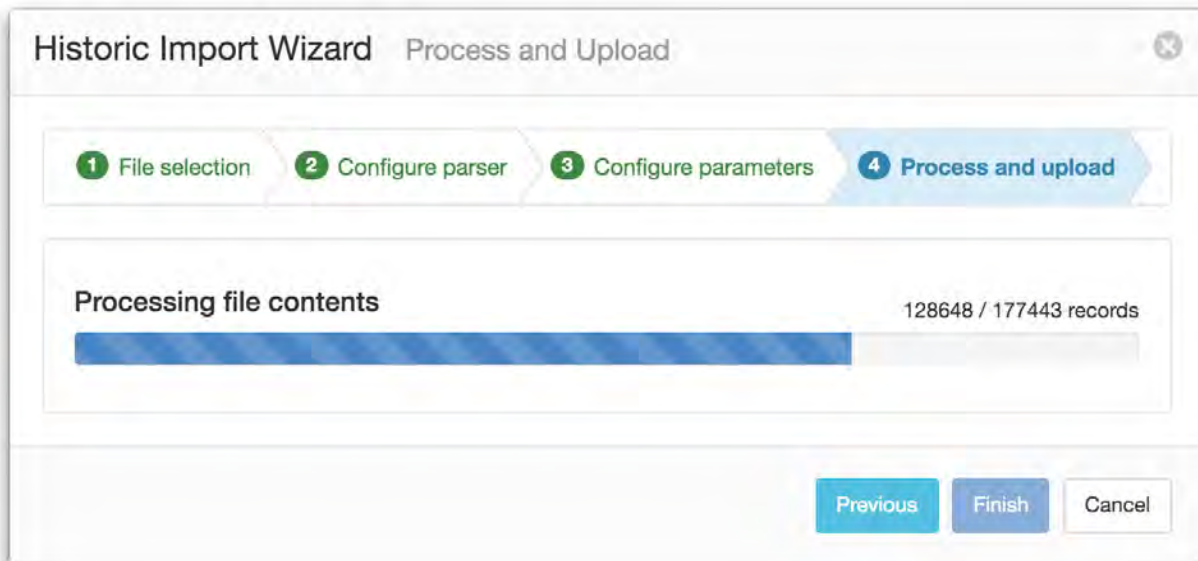 Historic Import Wizard Process and Upload
1 File selection 2 Configure parser 3 Configure parameters 4 Process and upload
Processing file contents 128648 / 177443 records
Previous Finish Cancel